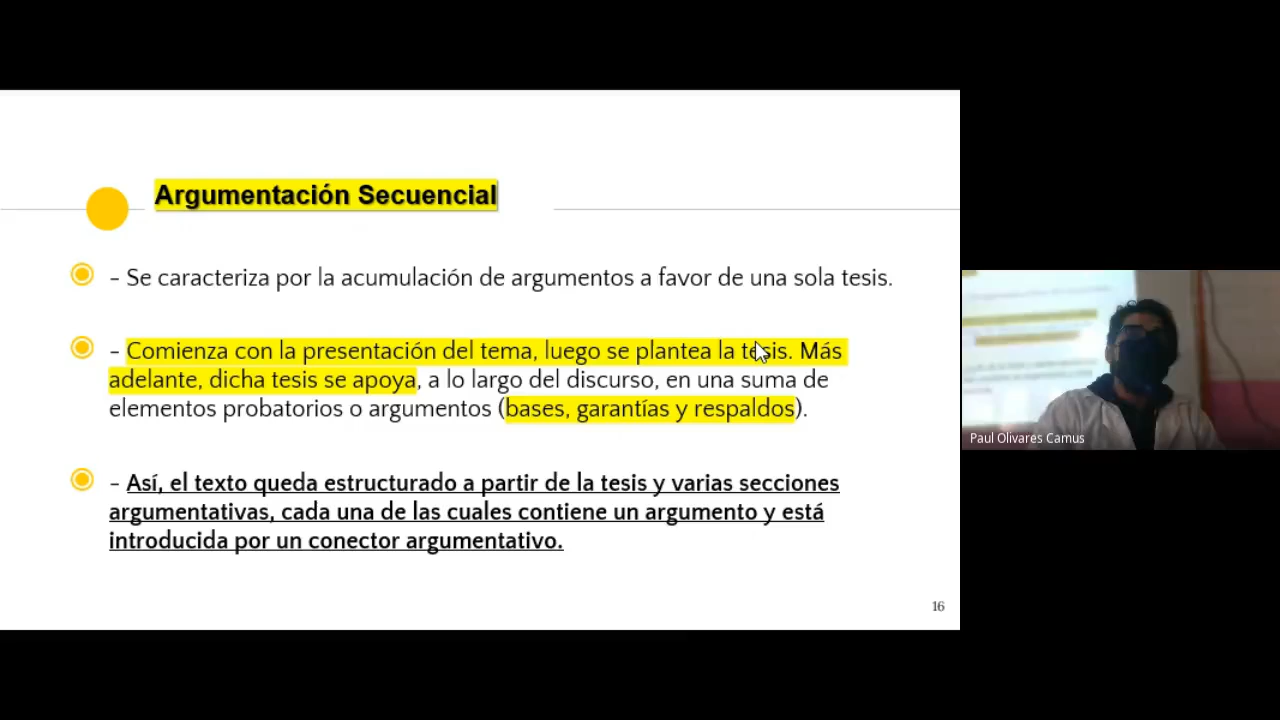 Argumentación Secuencial
– Se caracteriza por la acumulación de argumentos a favor de una sola tesis.
– Comienza con la presentación del tema, luego se plantea la tesis. Más
adelante, dicha tesis se apoya, a lo largo del discurso, en una suma de
elementos probatorios o argumentos (bases, garantías y respaldos).
– Así, el texto queda estructurado a partir de la tesis y varias secciones
argumentativas, cada una de las cuales contiene un argumento y está
introducida por un conector argumentativo.
16
Paul Olivares Camus